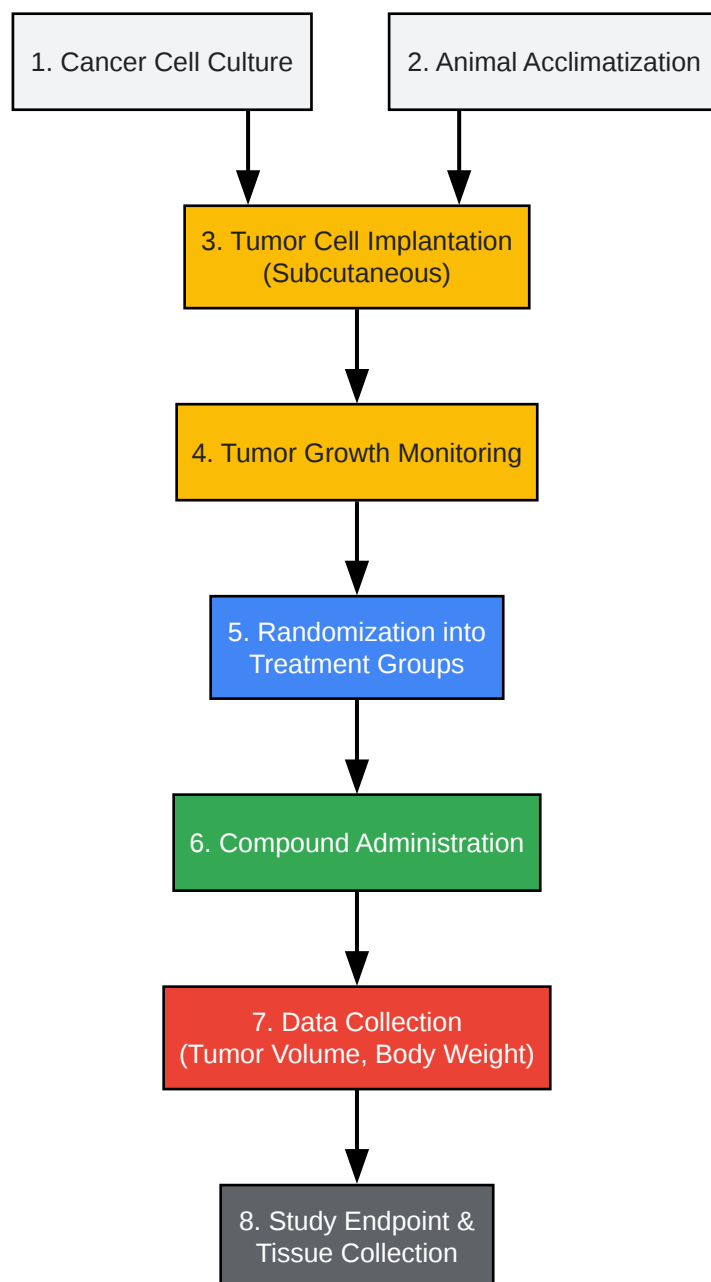 1. Cancer Cell Culture
2. Animal Acclimatization
3. Tumor Cell Implantation
(Subcutaneous)
4. Tumor Growth Monitoring
5. Randomization into
Treatment Groups
6. Compound Administration
7. Data Collection
(Tumor Volume, Body Weight)
8. Study Endpoint &
Tissue Collection